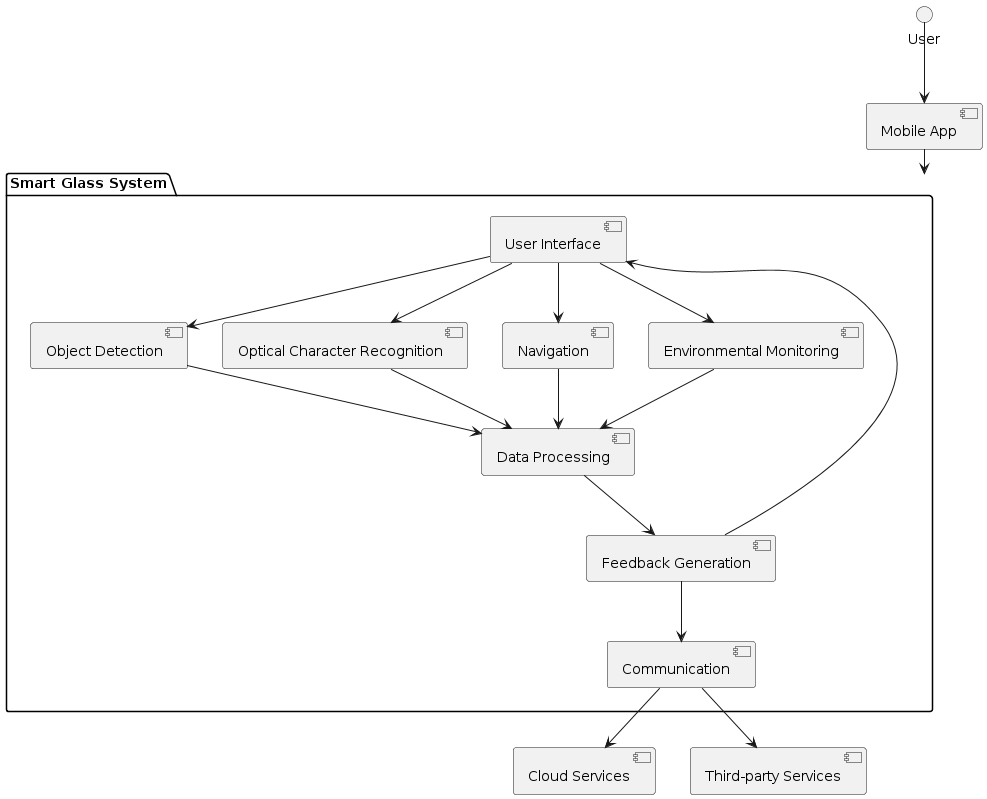 User
Mobile App
Smart Glass System
User Interface
Object Detection
Optical Character Recognition
Navigation
Environmental Monitoring
Data Processing
Feedback Generation
Communication
Cloud Services
Third-party Services